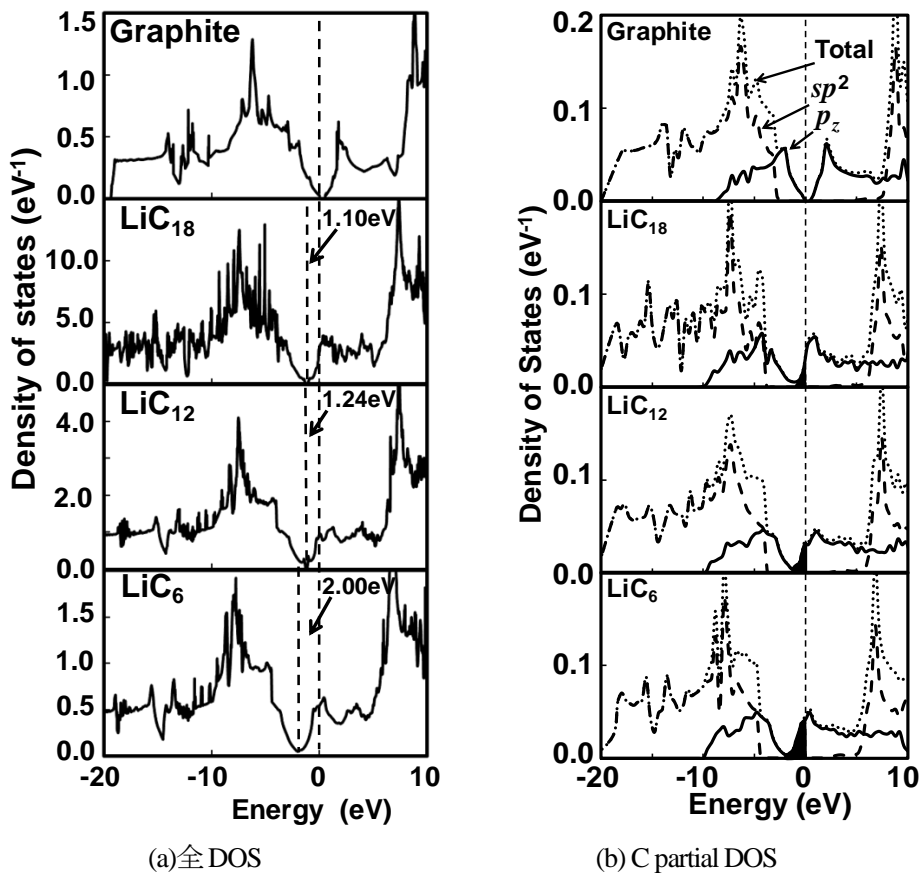 Density of states (eV⁻¹)
Graphite
1.5
1.0
0.5
0.0
LiC₁₈
1.10eV
10.0
5.0
0.0
LiC₁₂
1.24eV
4.0
2.0
0.0
LiC₆
2.00eV
1.5
1.0
0.5
0.0
-20
-10
0
10
Energy (eV)
(a)全 DOS
Density of States (eV⁻¹)
0.2
Graphite
Total
sp²
p_z
0.1
0.0
LiC₁₈
0.1
0.0
LiC₁₂
0.1
0.0
LiC₆
0.1
0.0
-20
-10
0
10
Energy (eV)
(b) C partial DOS